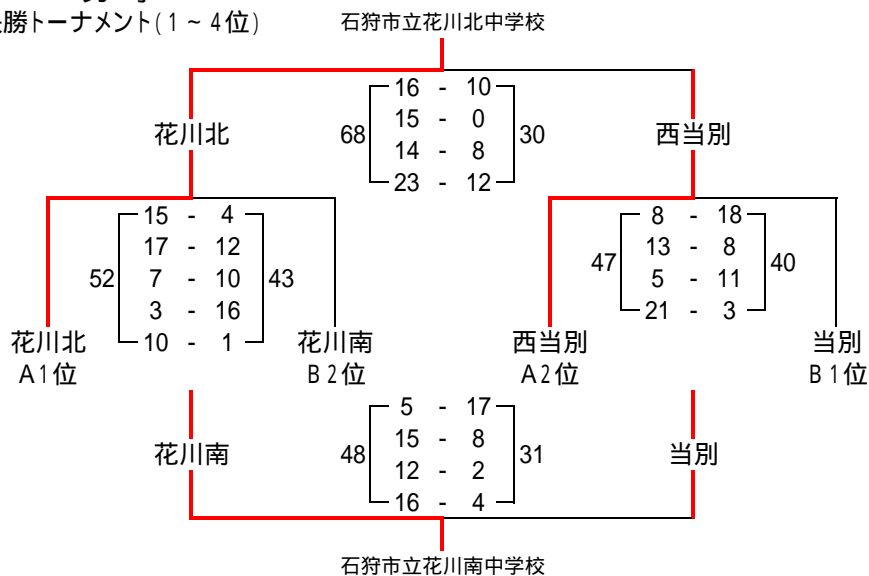 勝トーナメント(1～4位)
石狩市立花川北中学校
16 - 10
15 - 0
14 - 8
23 - 12
68
30
花川北
西当別
15 - 4
17 - 12
7 - 10
3 - 16
10 - 1
52
43
8 - 18
13 - 8
5 - 11
21 - 3
47
40
花川北
A1位
花川南
B2位
西当別
A2位
当別
B1位
5 - 17
15 - 8
12 - 2
16 - 4
48
31
花川南
当別
石狩市立花川南中学校